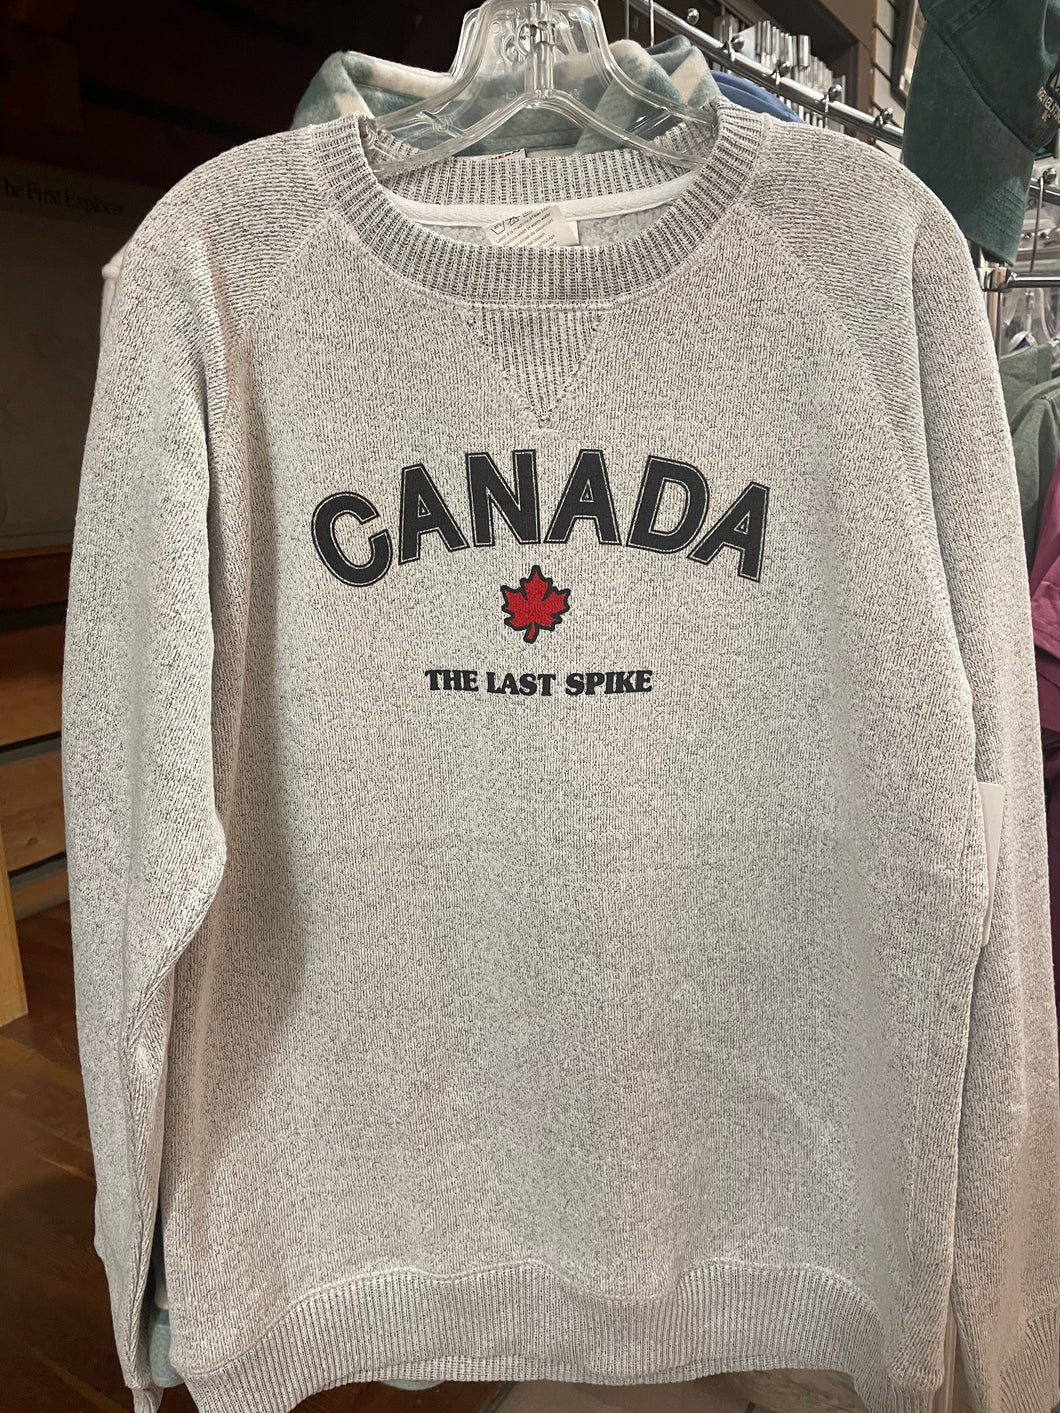 The First Explorer
CANADA
THE LAST SPIKE